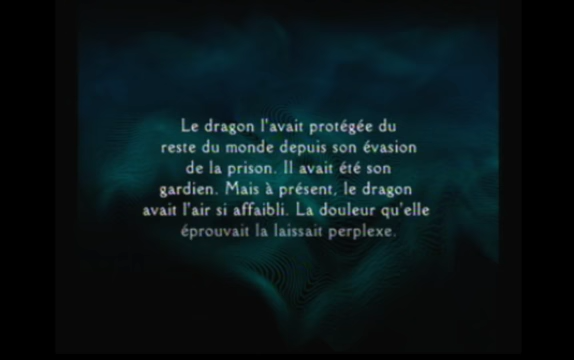 Le dragon l'avait protégée du
reste du monde depuis son évasion
de la prison. Il avait été son
gardien. Mais à présent, le dragon
avait l'air si affaibli. La douleur qu'elle
éprouvait la laissait perplexe.